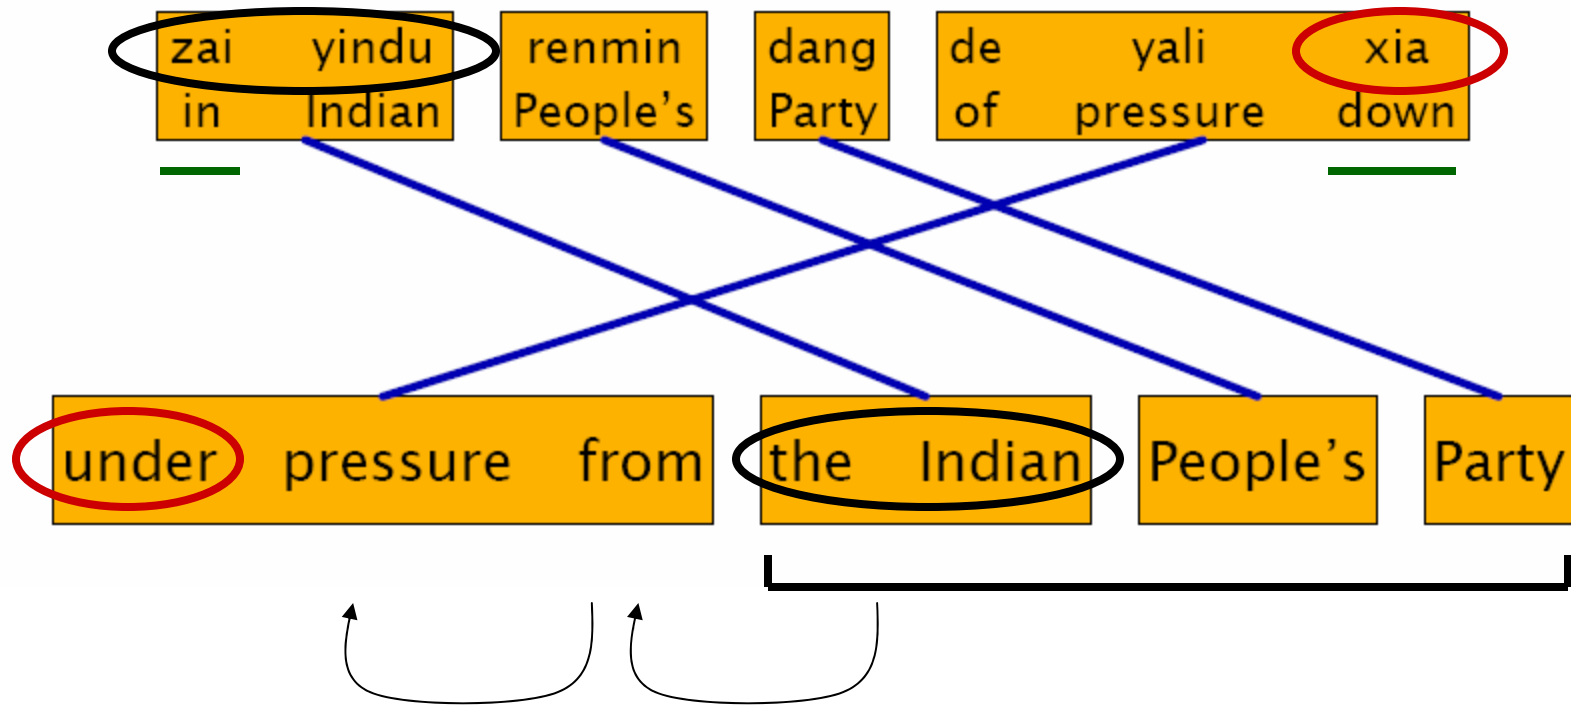 zai yindu renmin dang de yali xia
in Indian People's Party of pressure down
under pressure from the Indian People's Party